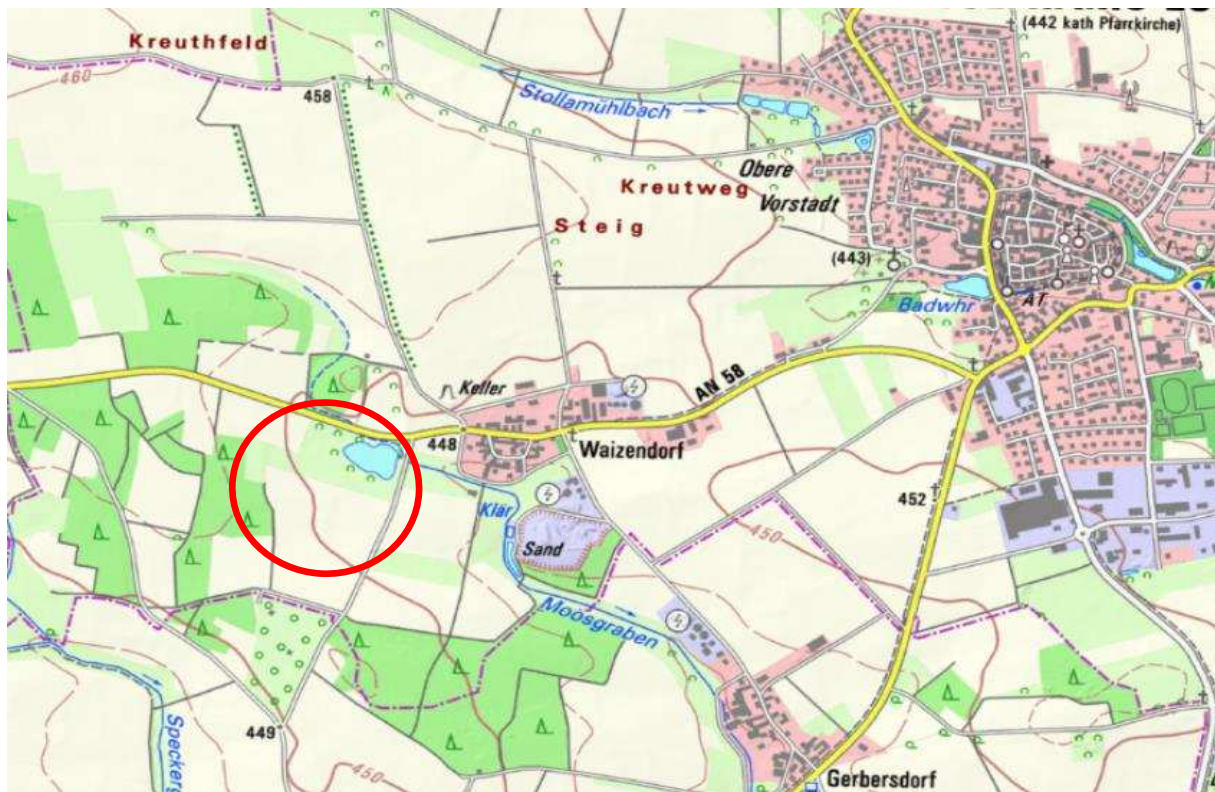 (442 kath Pfarrkirche)
Kreuthfeld
460
458
Stollamühlbach
Obere
Vorstadt
Kreutweg
Steig
(443)
Badwhr
AT
AN 58
Keller
448
Waizendorf
Klär
Sand
452
450
Moosgraben
449
450
Speckers
Gerbersdorf